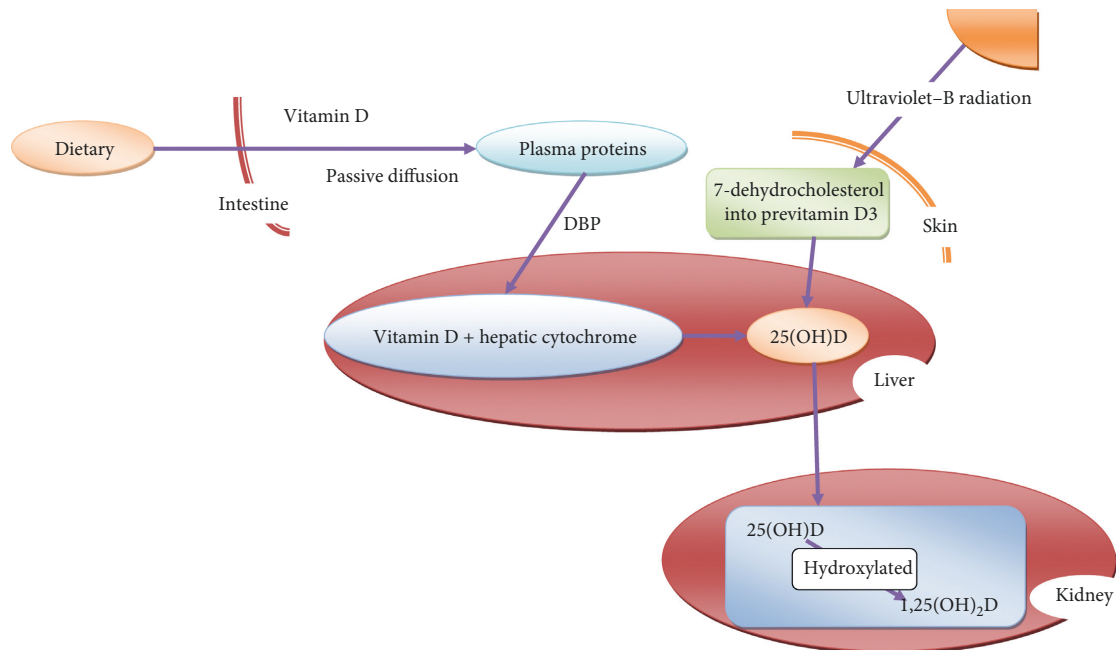 Ultraviolet–B radiation
Vitamin D
Dietary
Plasma proteins
Passive diffusion
Intestine
7-dehydrocholesterol
into previtamin D3
Skin
DBP
Vitamin D + hepatic cytochrome
25(OH)D
Liver
25(OH)D
Hydroxylated
1,25(OH)₂D
Kidney